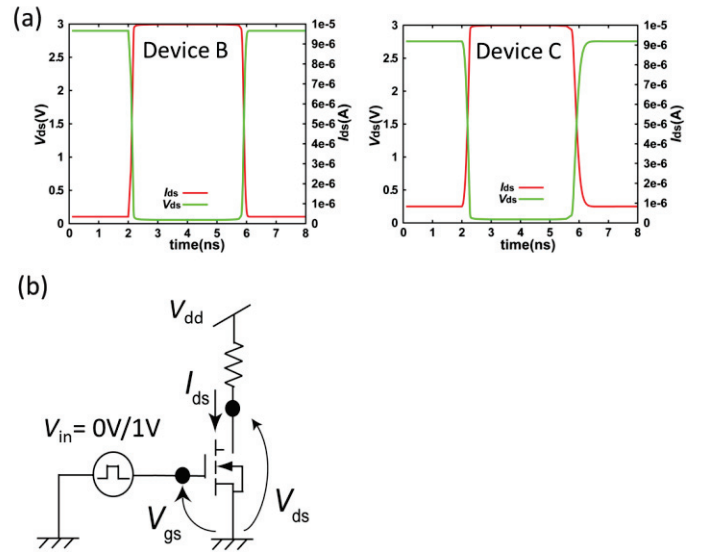 (a)
Device B
3
2.5
2
1.5
1
0.5
0
Vds(V)
1e-5
9e-6
8e-6
7e-6
6e-6
5e-6
4e-6
3e-6
2e-6
1e-6
0
Ids(A)
Ids
Vds
0 1 2 3 4 5 6 7 8
time(ns)
Device C
3
2.5
2
1.5
1
0.5
0
Vds(V)
1e-5
9e-6
8e-6
7e-6
6e-6
5e-6
4e-6
3e-6
2e-6
1e-6
0
Ids(A)
Ids
Vds
0 1 2 3 4 5 6 7 8
time(ns)
(b)
Vdd
Ids
Vin= 0V/1V
Vgs
Vds